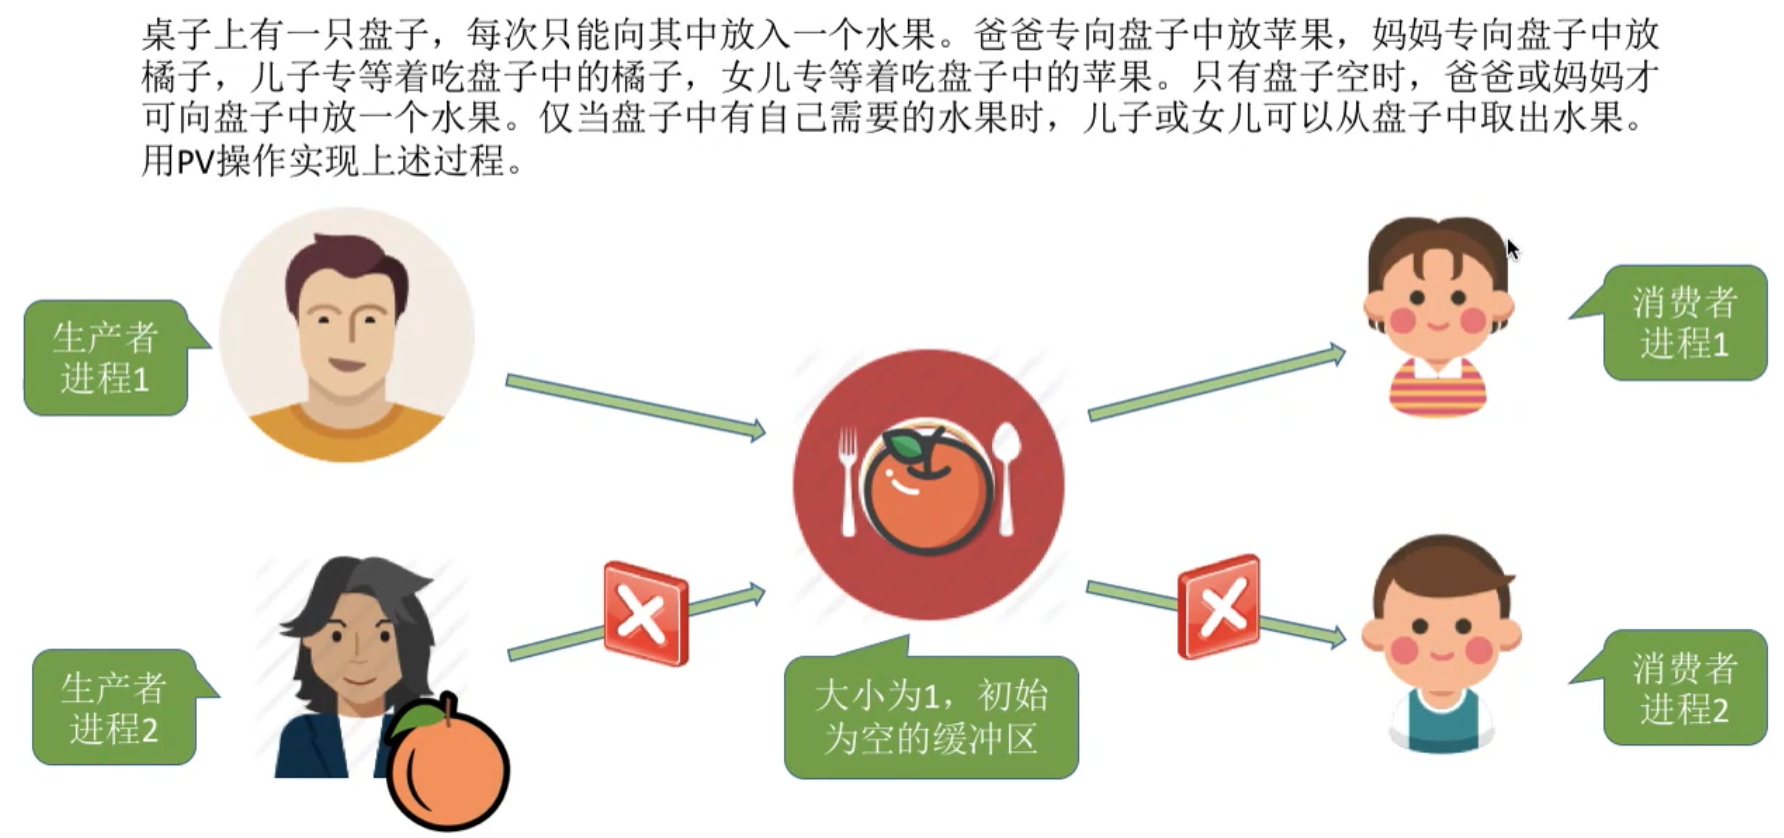 桌子上有一只盘子，每次只能向其中放入一个水果。爸爸专向盘子中放苹果，妈妈专向盘子中放
橘子，儿子专等着吃盘子中的橘子，女儿专等着吃盘子中的苹果。只有盘子空时，爸爸或妈妈才
可向盘子中放一个水果。仅当盘子中有自己需要的水果时，儿子或女儿可以从盘子中取出水果。
用PV操作实现上述过程。
生产者
进程1
消费者
进程1
生产者
进程2
大小为1，初始
为空的缓冲区
消费者
进程2